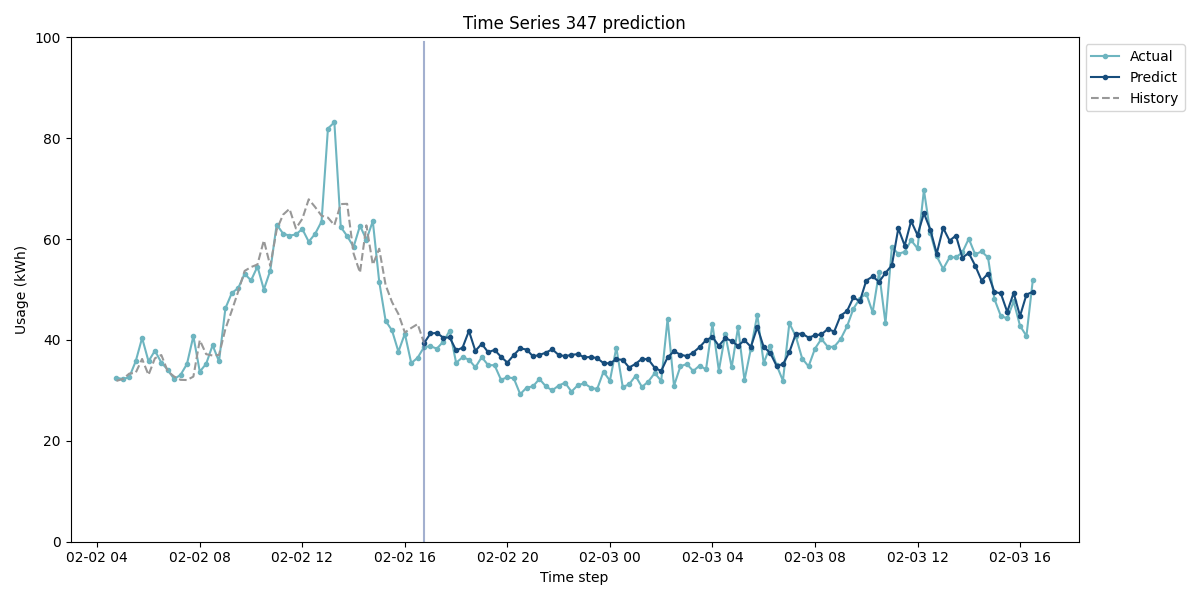 Time Series 347 prediction
100
80
60
40
20
0
Usage (kWh)
02-02 04 02-02 08 02-02 12 02-02 16 02-02 20 02-03 00 02-03 04 02-03 08 02-03 12 02-03 16
Time step
Actual
Predict
History